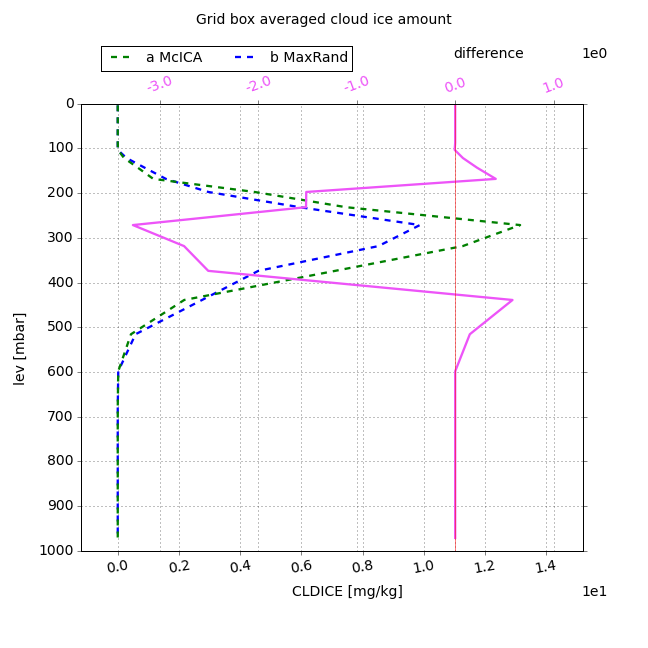 Grid box averaged cloud ice amount
a McICA b MaxRand difference 1e0
-3.0 -2.0 -1.0 0.0 1.0
0
100
200
300
400
500
600
700
800
900
1000
lev [mbar]
0.0 0.2 0.4 0.6 0.8 1.0 1.2 1.4
CLDICE [mg/kg] 1e1